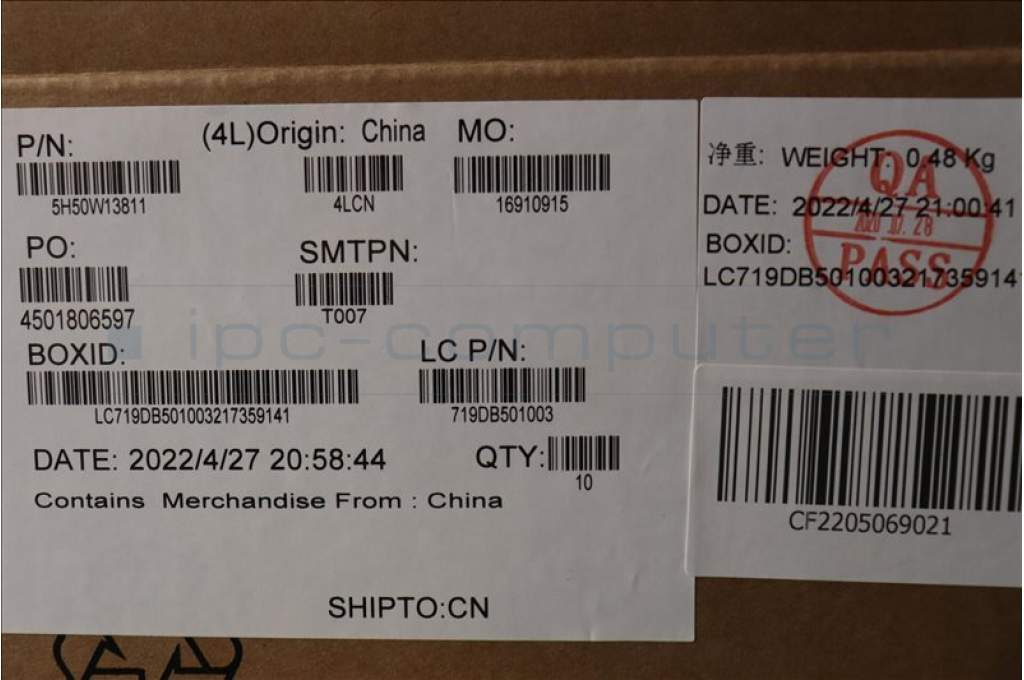 P/N:
5H50W13811
(4L)Origin: China
4LCN
MO:
16910915
PO:
4501806597
SMTPN:
T007
BOXID:
LC719DB501003217359141
LC P/N:
719DB501003
DATE: 2022/4/27 20:58:44
QTY:
10
Contains Merchandise From : China
SHIPTO:CN
净重: WEIGHT: 0.48 Kg
DATE: 2022/4/27 21:00:41
BOXID:
LC719DB501003217359141
QA
PASS
CF2205069021
ipc-computer